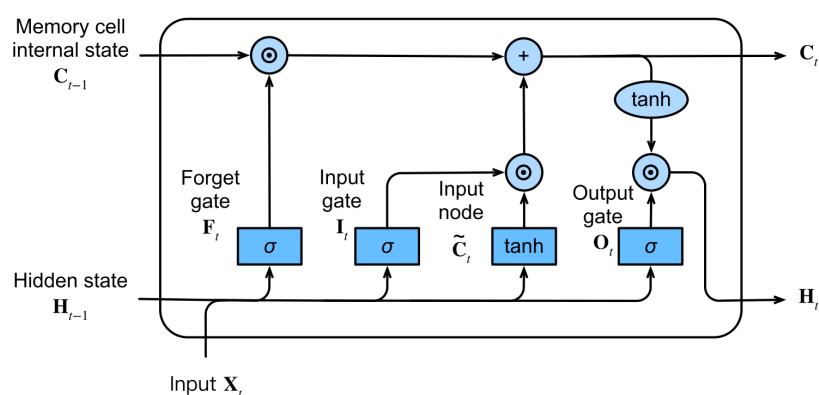 Memory cell
internal state
C_{t-1}
⊙
+
C_t
tanh
⊙
⊙
Forget
gate
F_t
Input
gate
I_t
Input
node
C̃_t
Output
gate
O_t
σ
σ
tanh
σ
Hidden state
H_{t-1}
H_t
Input X_t